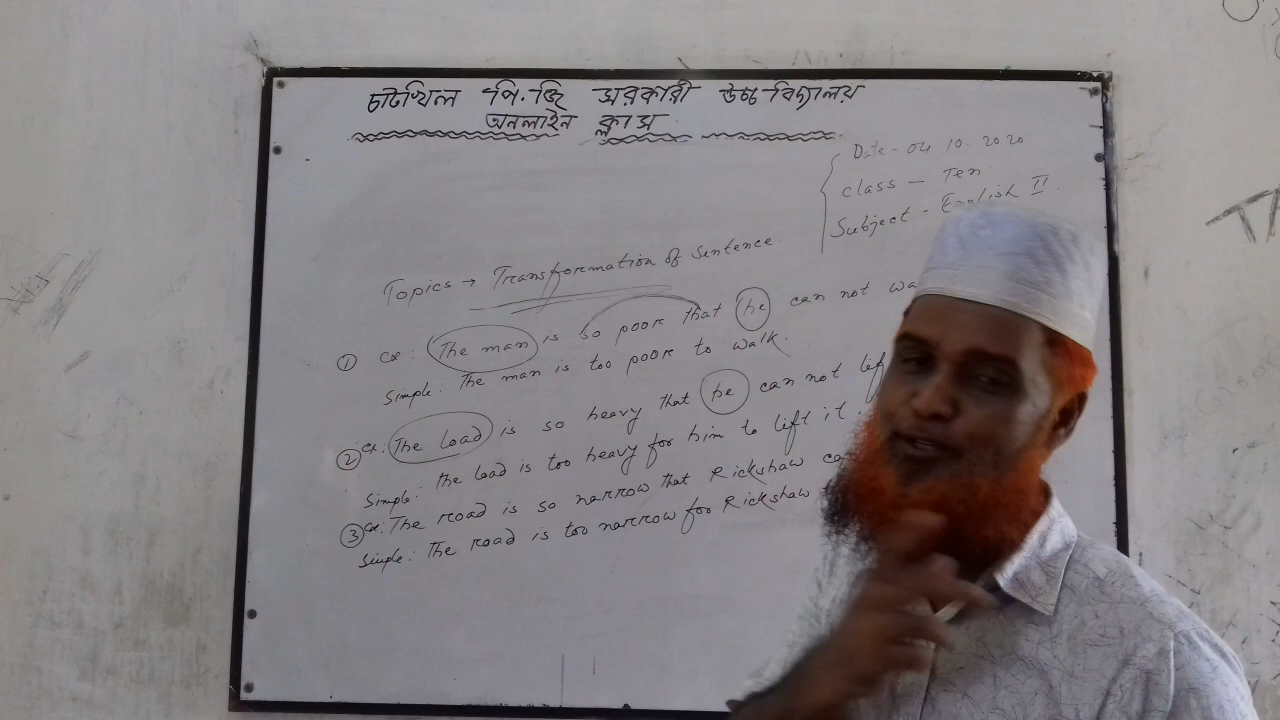 চাটখিল পি.জি সরকারী উচ্চ বিদ্যালয়
অনলাইন ক্লাস
Date - 04.10.2020
Class - Ten
Subject - English II
Topics → Transformation of Sentence
① Cx: The man is so poor that he can not wa
Simple: The man is too poor to walk.
② Cx: The load is so heavy that he can not lif
Simple: The load is too heavy for him to lift it.
③ Cx: The road is so narrow that Rickshaw ca
Simple: The road is too narrow for Rickshaw